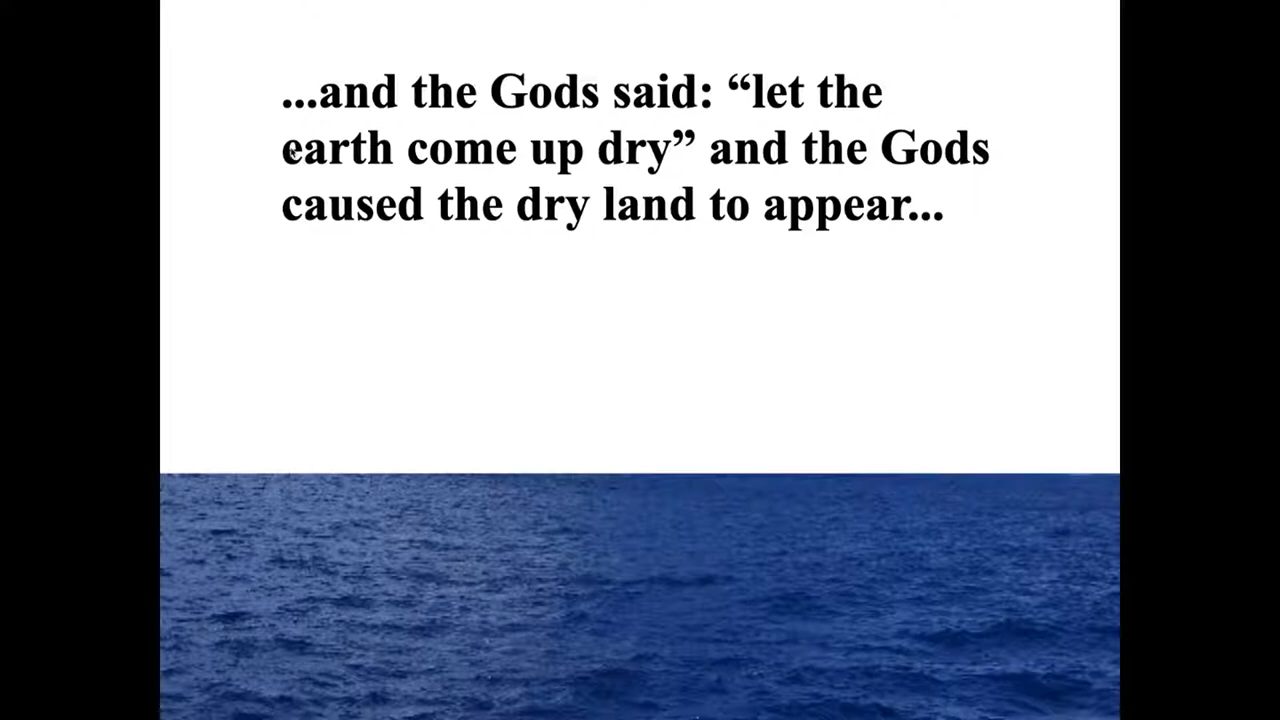 ...and the Gods said: “let the
earth come up dry” and the Gods
caused the dry land to appear...